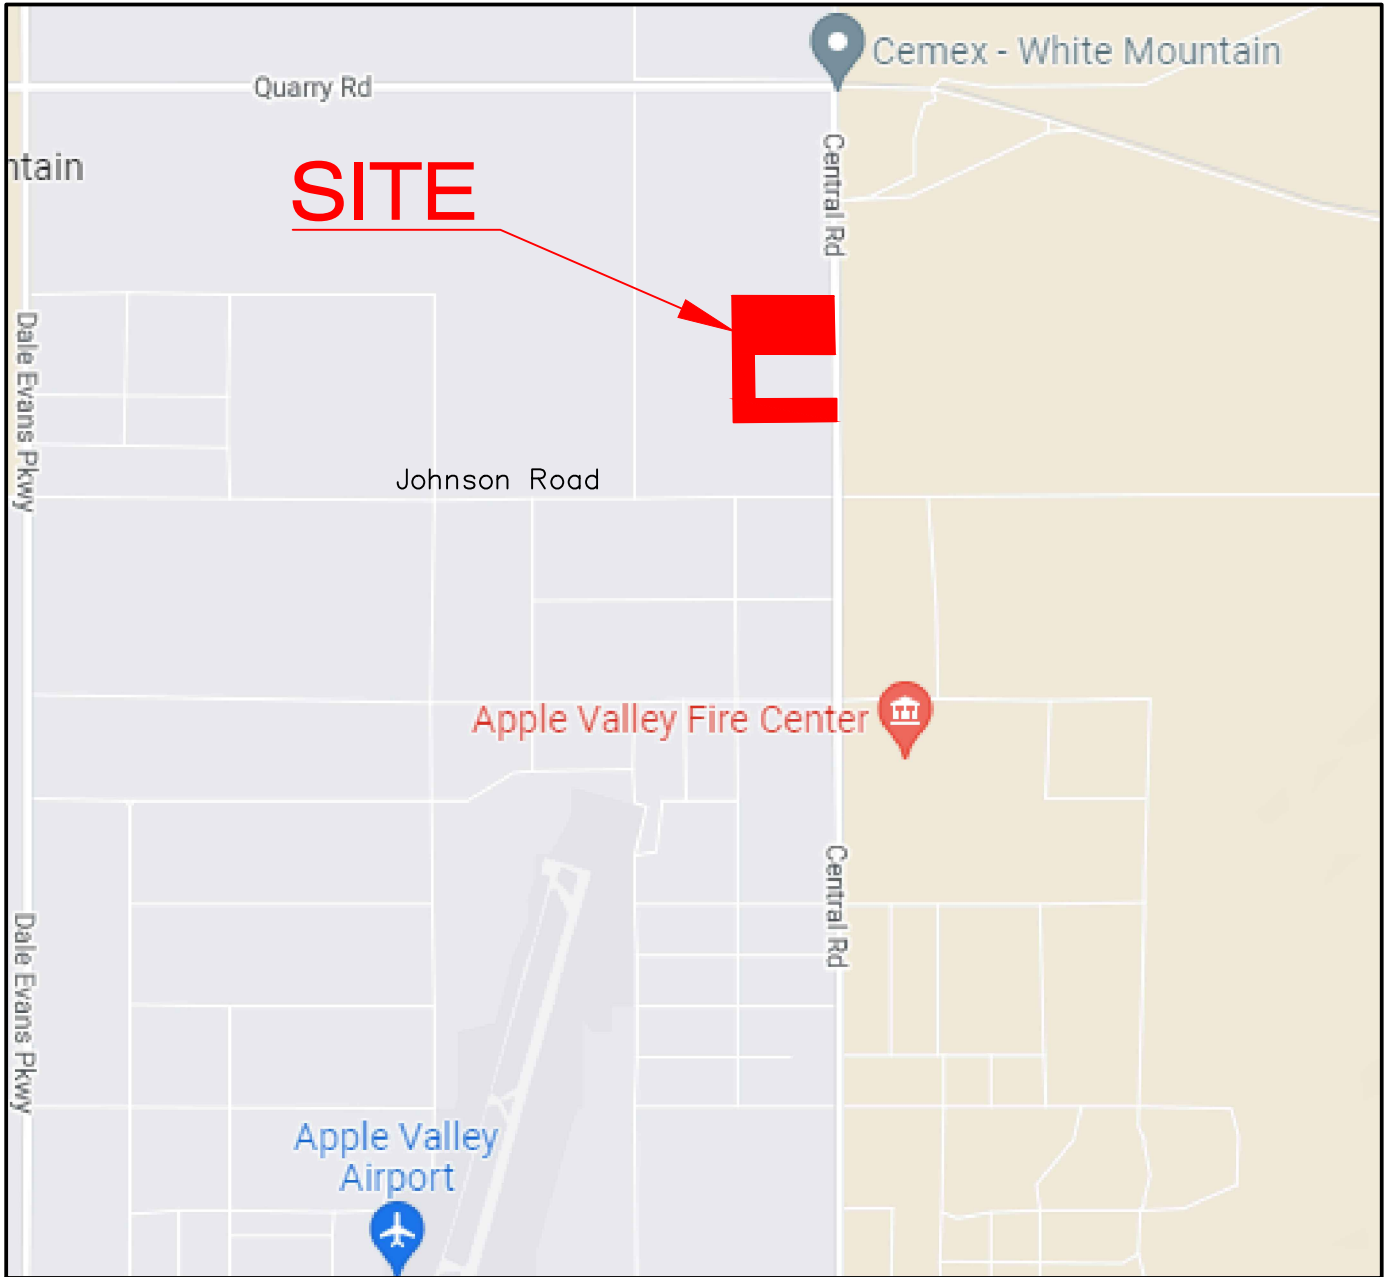 Cemex - White Mountain
Quarry Rd
Central Rd
ntain
SITE
Dale Evans Pkwy
Johnson Road
Apple Valley Fire Center
Central Rd
Dale Evans Pkwy
Apple Valley
Airport